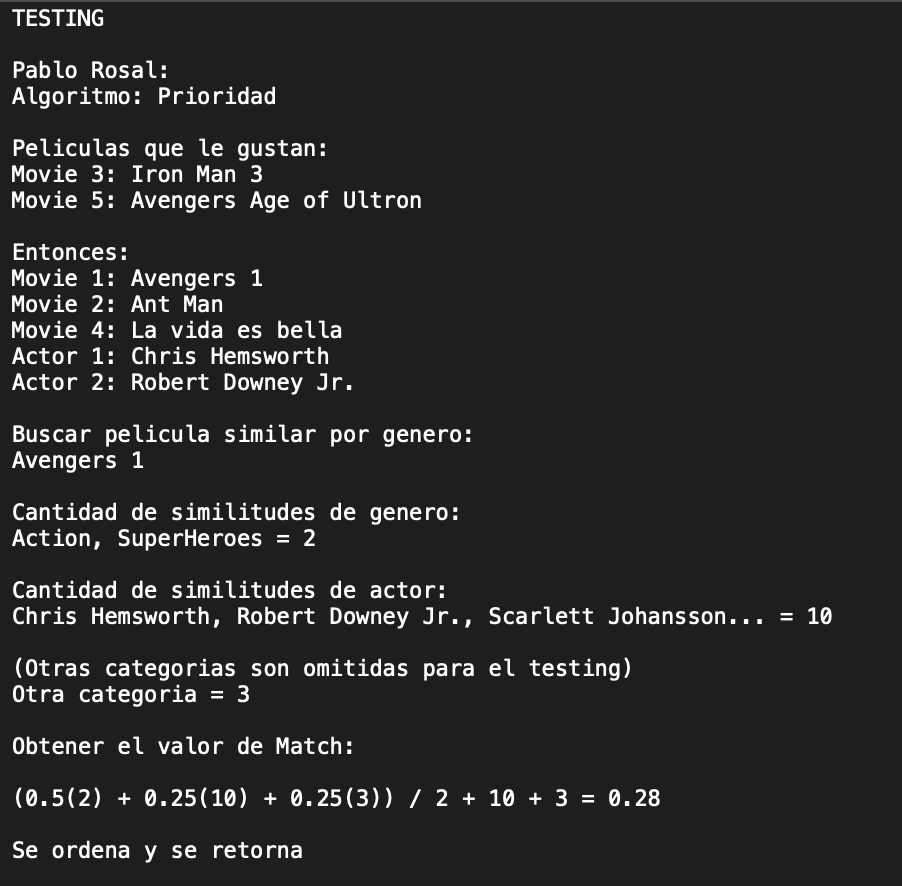 TESTING
Pablo Rosal:
Algoritmo: Prioridad
Peliculas que le gustan:
Movie 3: Iron Man 3
Movie 5: Avengers Age of Ultron
Entonces:
Movie 1: Avengers 1
Movie 2: Ant Man
Movie 4: La vida es bella
Actor 1: Chris Hemsworth
Actor 2: Robert Downey Jr.
Buscar pelicula similar por genero:
Avengers 1
Cantidad de similitudes de genero:
Action, SuperHeroes = 2
Cantidad de similitudes de actor:
Chris Hemsworth, Robert Downey Jr., Scarlett Johansson... = 10
(Otras categorias son omitidas para el testing)
Otra categoria = 3
Obtener el valor de Match:
(0.5(2) + 0.25(10) + 0.25(3)) / 2 + 10 + 3 = 0.28
Se ordena y se retorna